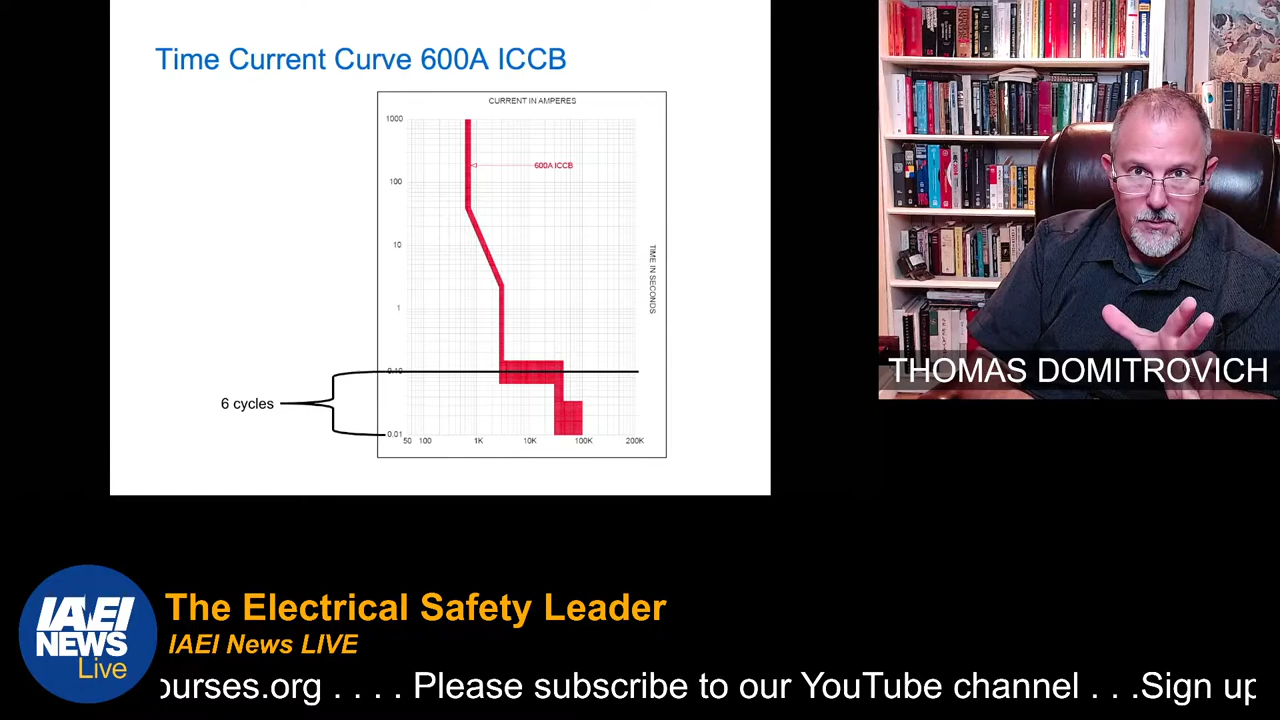 Time Current Curve 600A ICCB
CURRENT IN AMPERES
1000
600A ICCB
100
10
TIME IN SECONDS
1
0.10
6 cycles
0.01
50 100 1K 10K 100K 200K
THOMAS DOMITROVICH
IAEI
NEWS
Live
The Electrical Safety Leader
IAEI News LIVE
ourses.org . . . . Please subscribe to our YouTube channel . . .Sign up